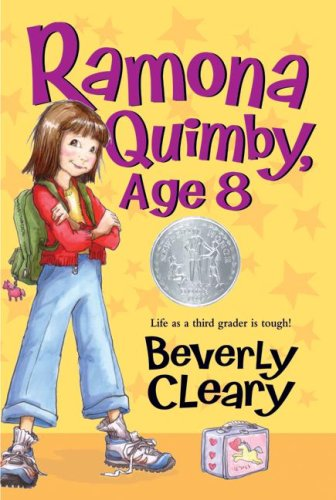 Ramona
Quimby,
Age 8
Life as a third grader is tough!
Beverly
Cleary